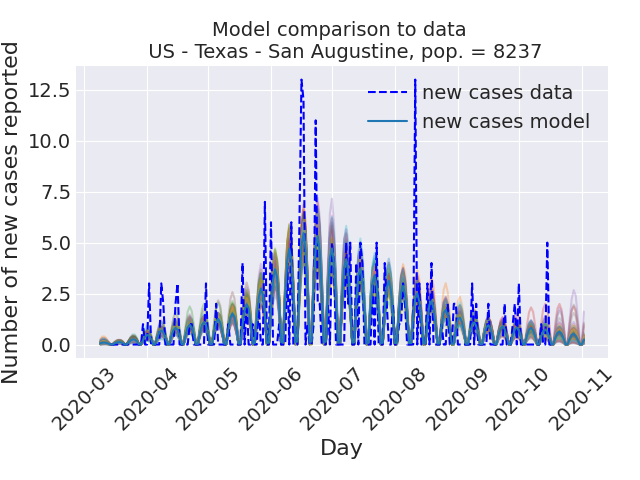 Model comparison to data
US - Texas - San Augustine, pop. = 8237
Number of new cases reported
12.5
10.0
7.5
5.0
2.5
0.0
new cases data
new cases model
2020-03
2020-04
2020-05
2020-06
2020-07
2020-08
2020-09
2020-10
2020-11
Day